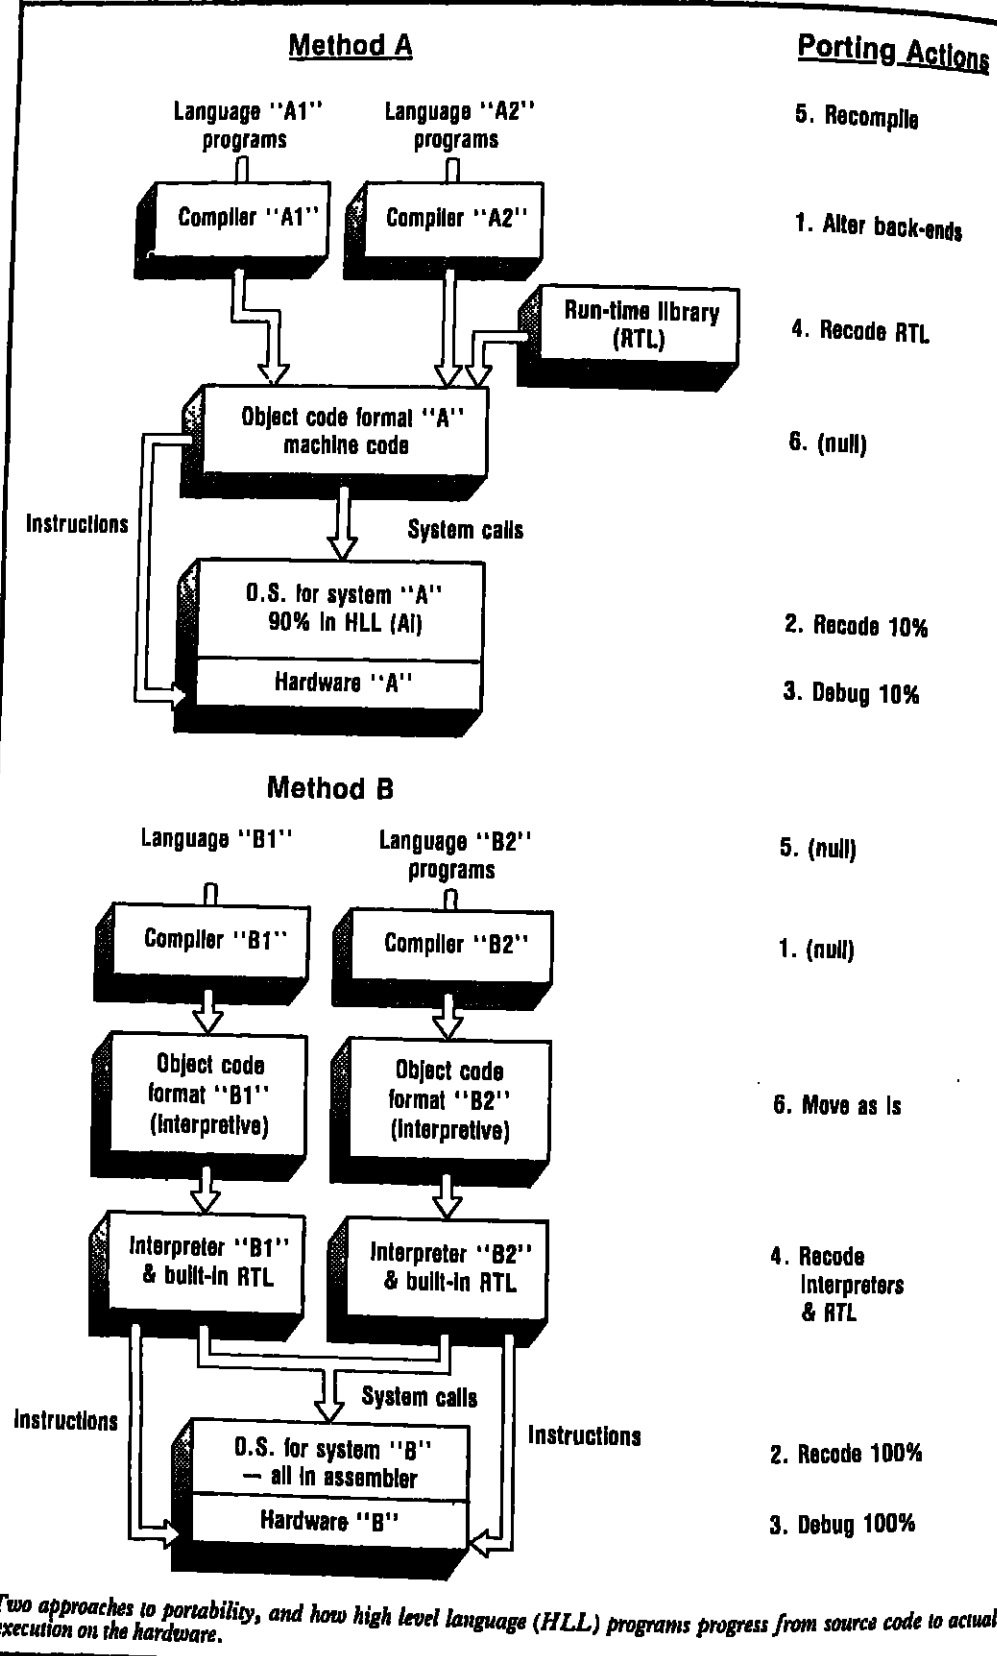 Method A
Porting Actions
Language "A1"
programs
Language "A2"
programs
5. Recompile
Compiler "A1"
Compiler "A2"
1. Alter back-ends
Run-time library
(RTL)
4. Recode RTL
Object code format "A"
machine code
6. (null)
Instructions
System calls
O.S. for system "A"
90% in HLL (AI)
2. Recode 10%
Hardware "A"
3. Debug 10%
Method B
Language "B1"
Language "B2"
programs
5. (null)
Compiler "B1"
Compiler "B2"
1. (null)
Object code
format "B1"
(Interpretive)
Object code
format "B2"
(Interpretive)
6. Move as is
Interpreter "B1"
& built-in RTL
Interpreter "B2"
& built-in RTL
4. Recode
Interpreters
& RTL
System calls
Instructions
Instructions
O.S. for system "B"
— all in assembler
2. Recode 100%
Hardware "B"
3. Debug 100%
Two approaches to portability, and how high level language (HLL) programs progress from source code to actual
execution on the hardware.